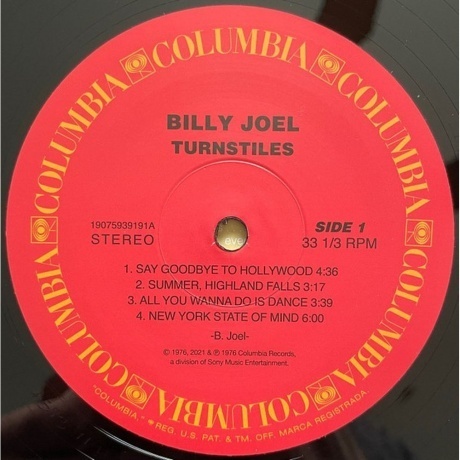 COLUMBIA COLUMBIA COLUMBIA COLUMBIA COLUMBIA COLUMBIA COLUMBIA
BILLY JOEL
TURNSTILES
19075939191A
STEREO
SIDE 1
33 1/3 RPM
1. SAY GOODBYE TO HOLLYWOOD 4:36
2. SUMMER, HIGHLAND FALLS 3:17
3. ALL YOU WANNA DO IS DANCE 3:39
4. NEW YORK STATE OF MIND 6:00
-B. Joel-
© 1976, 2021 & ℗ 1976 Columbia Records,
a division of Sony Music Entertainment.
"COLUMBIA," ® REG. U.S. PAT. & TM. OFF. MARCA REGISTRADA.